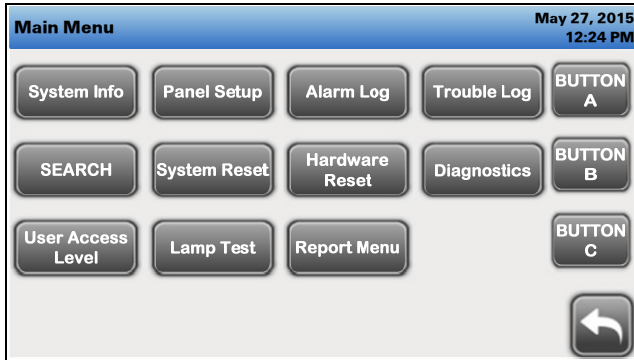 Main Menu
May 27, 2015
12:24 PM
System Info
Panel Setup
Alarm Log
Trouble Log
BUTTON
A
SEARCH
System Reset
Hardware
Reset
Diagnostics
BUTTON
B
User Access
Level
Lamp Test
Report Menu
BUTTON
C